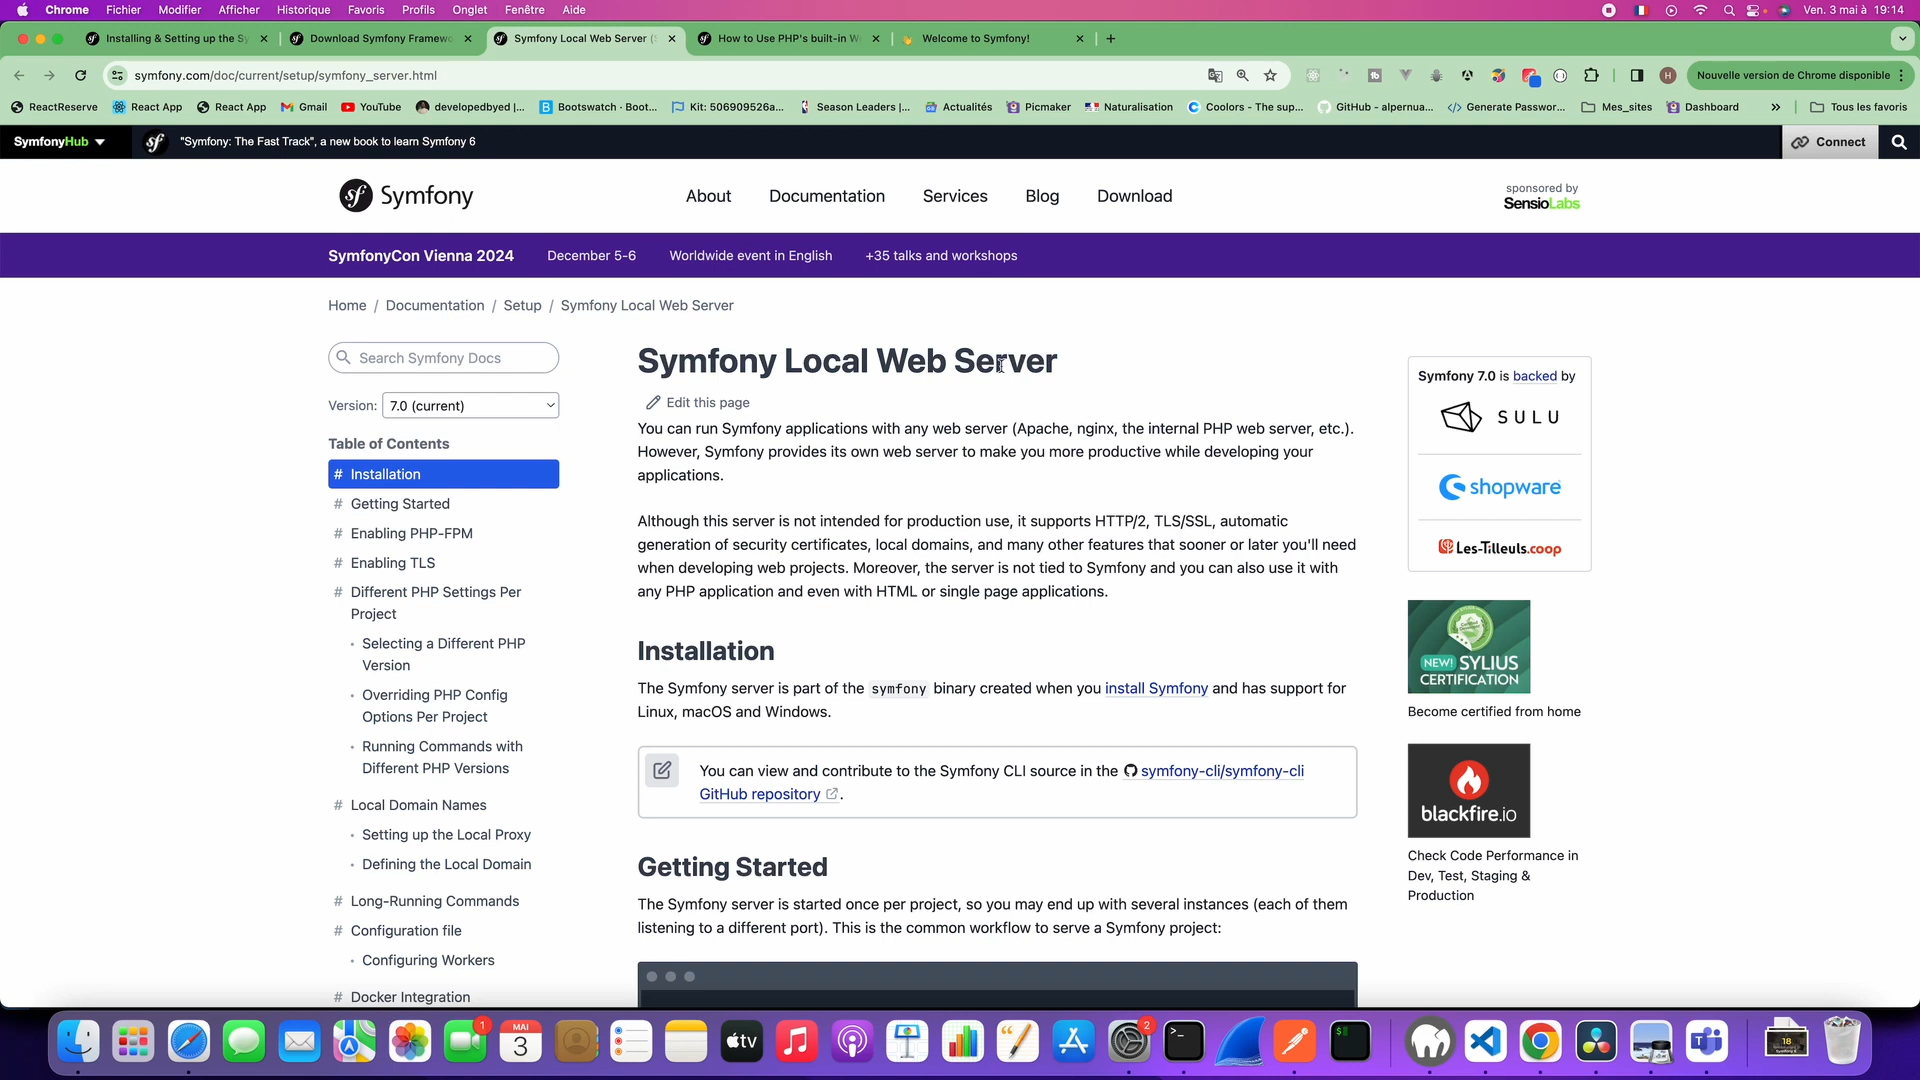 Chrome Fichier Modifier Afficher Historique Favoris Profils Onglet Fenêtre Aide Ven. 3 mai à 19:14
Installing & Setting up the Sy Download Symfony Framewo Symfony Local Web Server ( How to Use PHP's built-in W Welcome to Symfony!
symfony.com/doc/current/setup/symfony_server.html H Nouvelle version de Chrome disponible
ReactReserve React App React App Gmail YouTube developedbyed |... Bootswatch · Boot... Kit: 506909526a... Season Leaders |... Actualités Picmaker Naturalisation Coolors - The sup... GitHub - alpernua... Generate Passwor... Mes_sites Dashboard » Tous les favoris
SymfonyHub "Symfony: The Fast Track", a new book to learn Symfony 6 Connect
Symfony About Documentation Services Blog Download sponsored by
SensioLabs
SymfonyCon Vienna 2024 December 5-6 Worldwide event in English +35 talks and workshops
Home / Documentation / Setup / Symfony Local Web Server
Search Symfony Docs
Version: 7.0 (current)
Table of Contents
# Installation
# Getting Started
# Enabling PHP-FPM
# Enabling TLS
# Different PHP Settings Per
Project
Selecting a Different PHP
Version
Overriding PHP Config
Options Per Project
Running Commands with
Different PHP Versions
# Local Domain Names
Setting up the Local Proxy
Defining the Local Domain
# Long-Running Commands
# Configuration file
Configuring Workers
# Docker Integration
Symfony Local Web Server
Edit this page
You can run Symfony applications with any web server (Apache, nginx, the internal PHP web server, etc.).
However, Symfony provides its own web server to make you more productive while developing your
applications.
Although this server is not intended for production use, it supports HTTP/2, TLS/SSL, automatic
generation of security certificates, local domains, and many other features that sooner or later you'll need
when developing web projects. Moreover, the server is not tied to Symfony and you can also use it with
any PHP application and even with HTML or single page applications.
Installation
The Symfony server is part of the symfony binary created when you install Symfony and has support for
Linux, macOS and Windows.
You can view and contribute to the Symfony CLI source in the symfony-cli/symfony-cli
GitHub repository .
Getting Started
The Symfony server is started once per project, so you may end up with several instances (each of them
listening to a different port). This is the common workflow to serve a Symfony project:
Symfony 7.0 is backed by
SULU
shopware
Les-Tilleuls.coop
NEW! SYLIUS
CERTIFICATION
Become certified from home
blackfire.io
Check Code Performance in
Dev, Test, Staging &
Production
1 MAI
3 tv 2